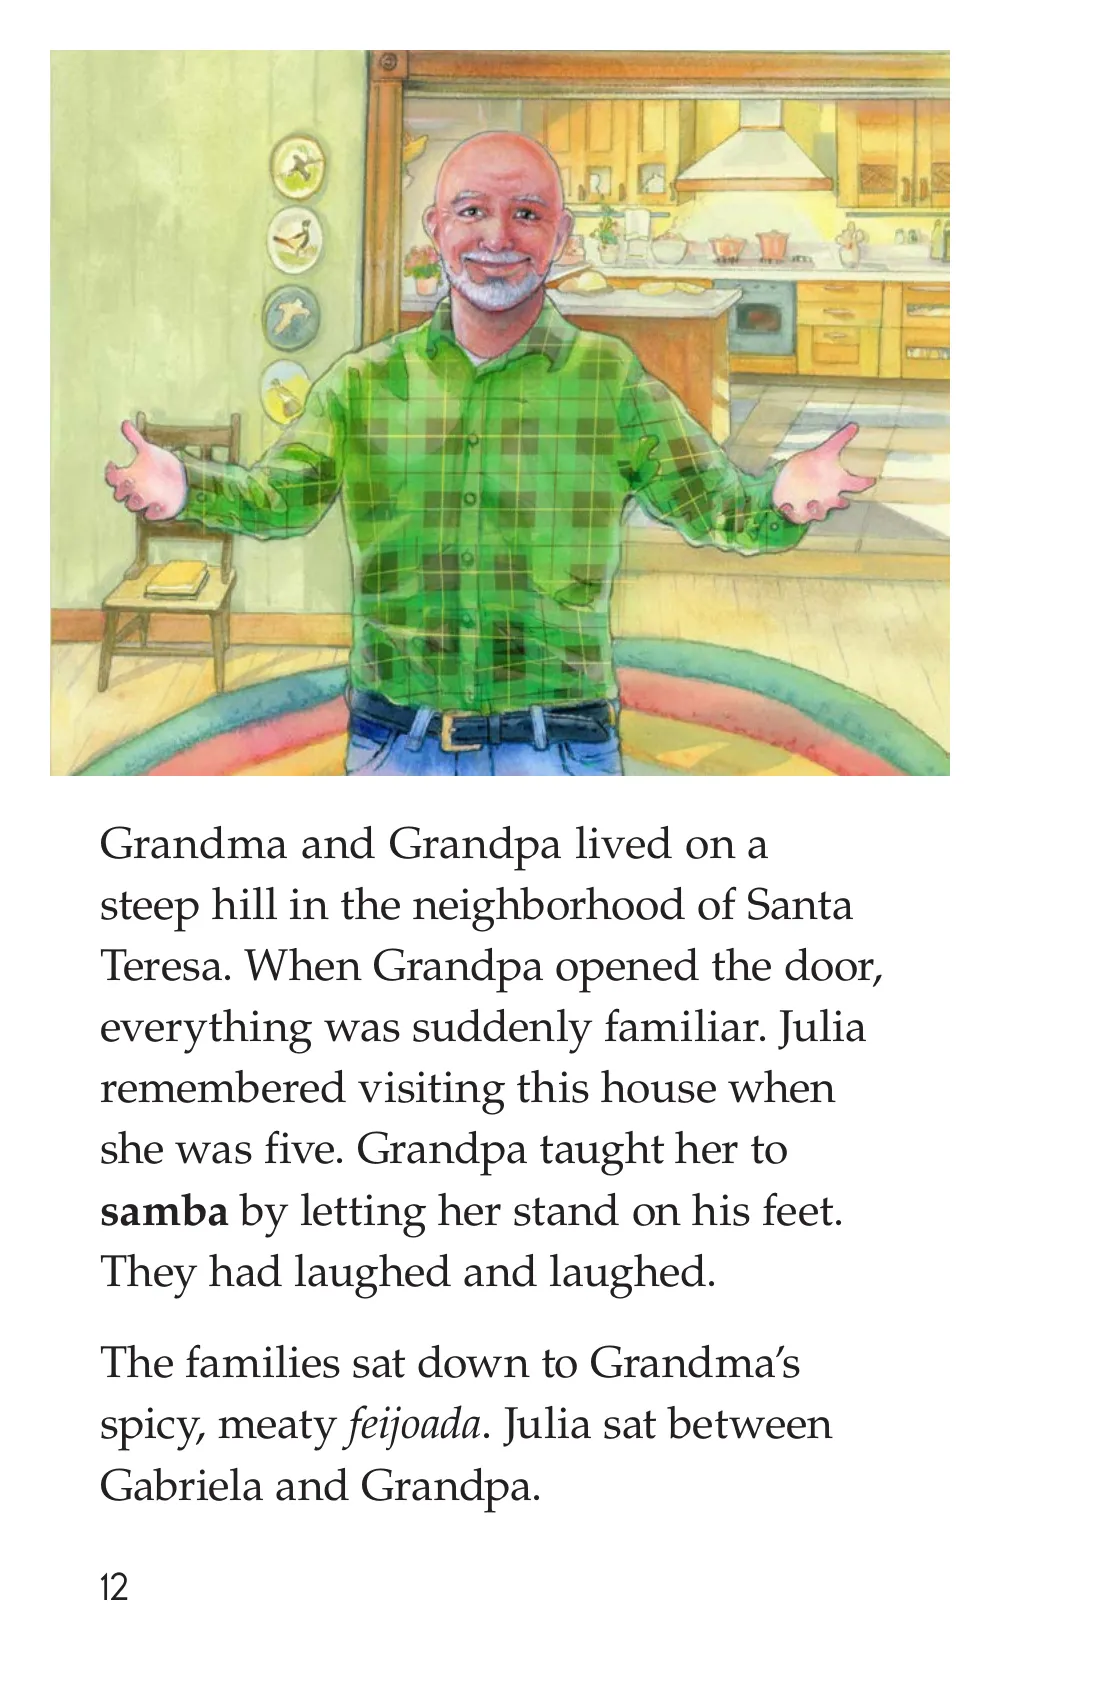 Grandma and Grandpa lived on a
steep hill in the neighborhood of Santa
Teresa. When Grandpa opened the door,
everything was suddenly familiar. Julia
remembered visiting this house when
she was five. Grandpa taught her to
samba by letting her stand on his feet.
They had laughed and laughed.
The families sat down to Grandma’s
spicy, meaty feijoada. Julia sat between
Gabriela and Grandpa.
12